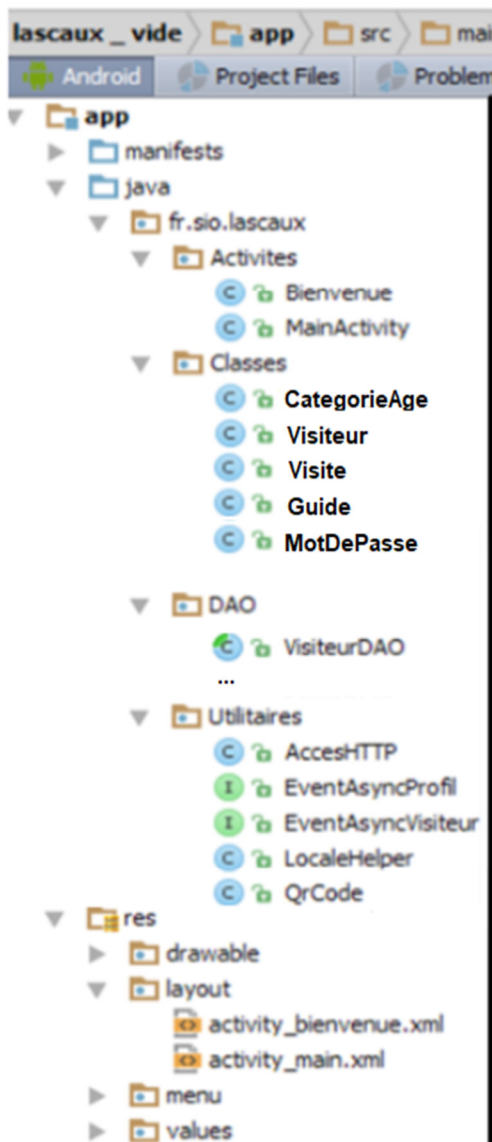 lascaux _ vide app src mai
Android Project Files Problem
app
manifests
java
fr.sio.lascaux
Activites
C Bienvenue
C MainActivity
Classes
C CategorieAge
C Visiteur
C Visite
C Guide
C MotDePasse
DAO
C VisiteurDAO
...
Utilitaires
C AccesHTTP
I EventAsyncProfil
I EventAsyncVisiteur
C LocaleHelper
C QrCode
res
drawable
layout
activity_bienvenue.xml
activity_main.xml
menu
values